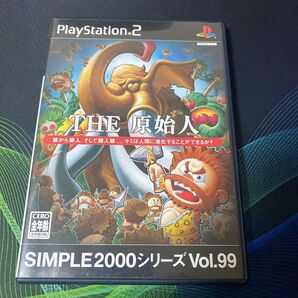 PlayStation 2
THE 原始人
猿から猿人、そして類人猿… キミは人間に進化することができるか?
CERO
全年齢
SIMPLE2000シリーズ Vol.99